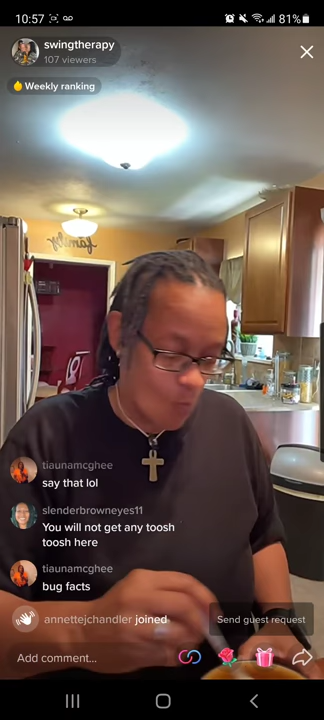 10:57 81%
swingtherapy
107 viewers
Weekly ranking
family
tiaunamcghee
say that lol
slenderbrowneyes11
You will not get any toosh
toosh here
tiaunamcghee
bug facts
annettejchandler joined
Send guest request
Add comment...